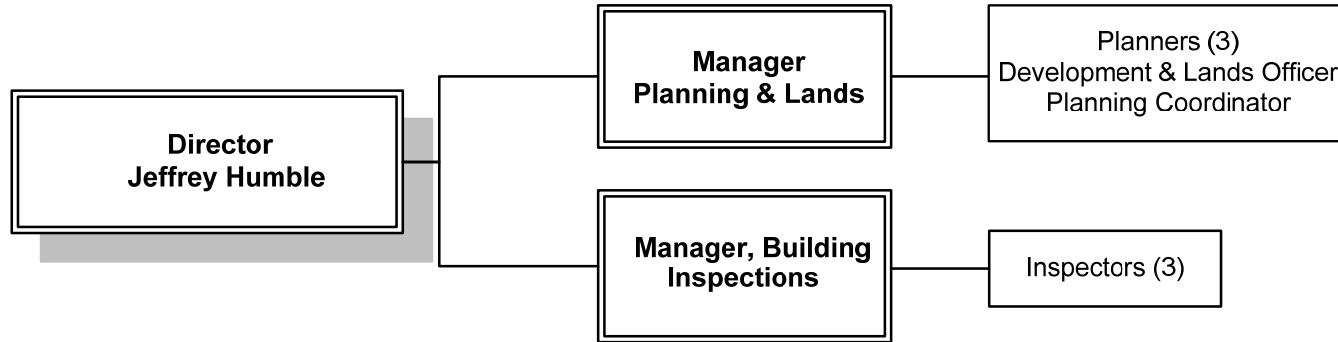 Director
Jeffrey Humble
Manager
Planning & Lands
Planners (3)
Development & Lands Officer
Planning Coordinator
Manager, Building
Inspections
Inspectors (3)